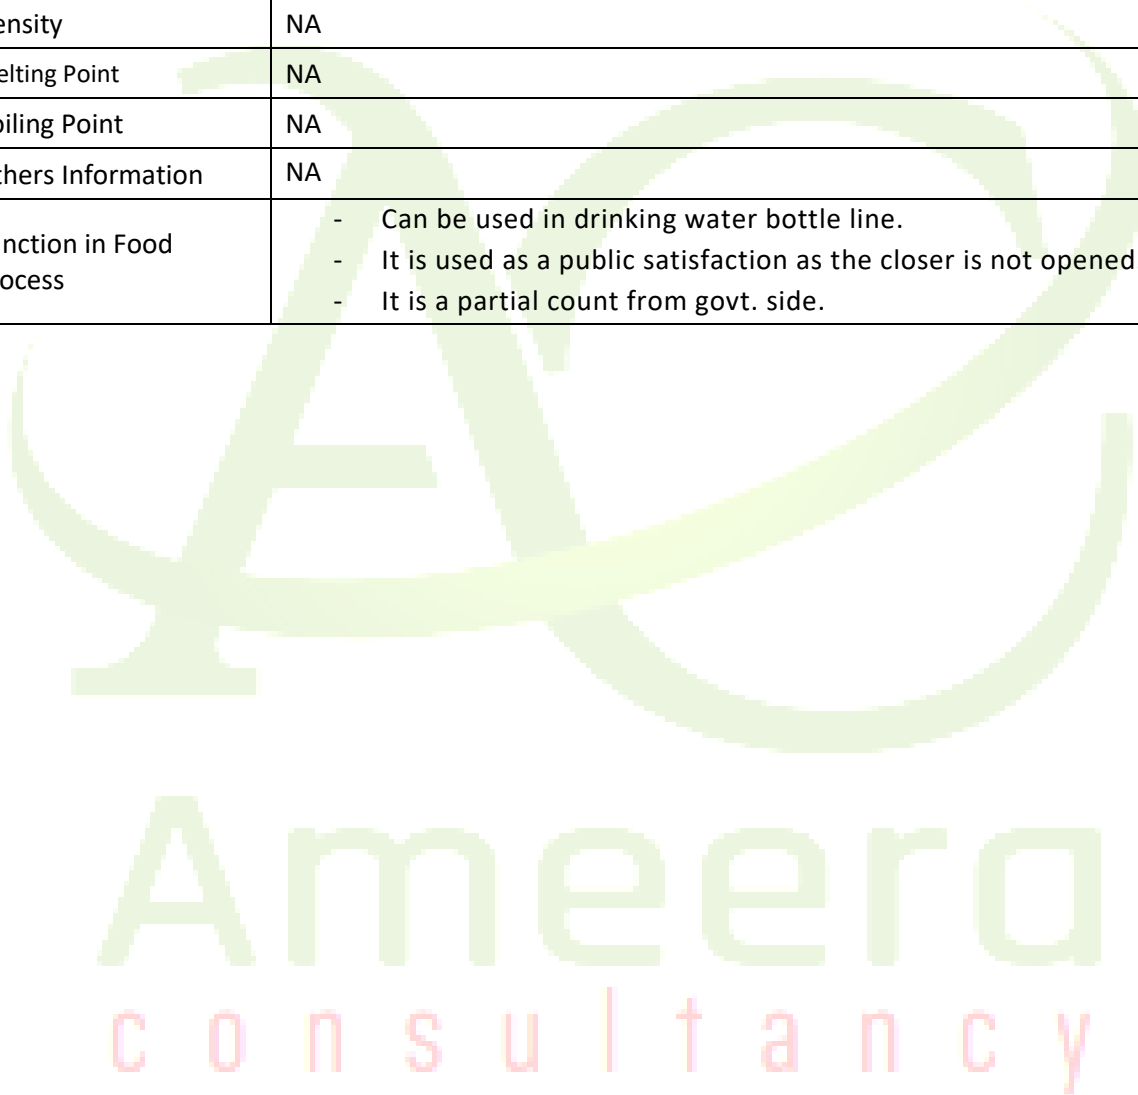 ensity NA
elting Point NA
oiling Point NA
thers Information NA
- Can be used in drinking water bottle line.
nction in Food
- It is used as a public satisfaction as the closer is not opened
ocess
- It is a partial count from govt. side.
Ameera
consultancy